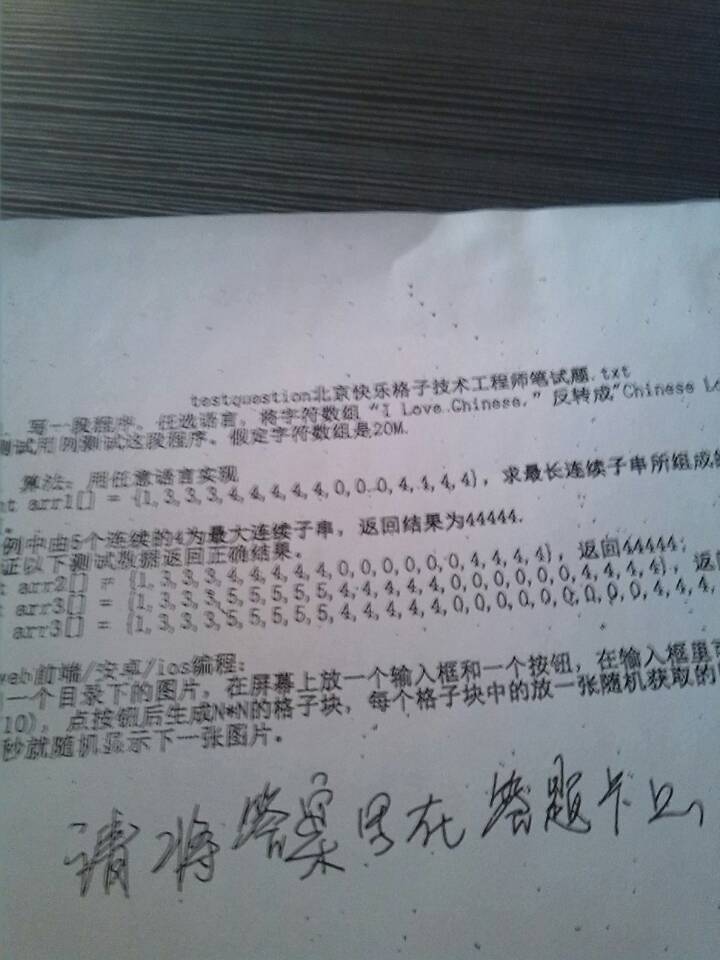 testquestion北京快乐格子技术工程师笔试题.txt
写一段程序，任选语言，将字符数组 “I Love Chinese.” 反转成"Chinese Lo
测试用例测试这段程序。假定字符数组是20M.
算法：用任意语言实现
nt arr1[] = {1,3,3,3,4,4,4,4,4,0,0,0,4,4,4,4}, 求最长连续子串所组成
例中由5个连续的4为最大连续子串，返回结果为44444.
证以下测试数据返回正确结果。
t arr2[] = {1,3,3,3,4,4,4,4,4,0,0,0,0,0,0,4,4,4,4}, 返回44444;
arr3[] = {1,3,3,3,5,5,5,5,5,4,4,4,4,4,0,0,0,0,0,0,4,4,4,4}, 返
arr3[] = {1,3,3,3,5,5,5,5,5,4,4,4,4,4,0,0,0,0,0,0,0,0,0,4,4,4,
web前端/安卓/ios编程:
一个目录下的图片，在屏幕上放一个输入框和一个按钮，在输入框里
10), 点按钮后生成N*N的格子块，每个格子块中的放一张随机获取的
秒就随机显示下一张图片。
请将答案写在答题卡上